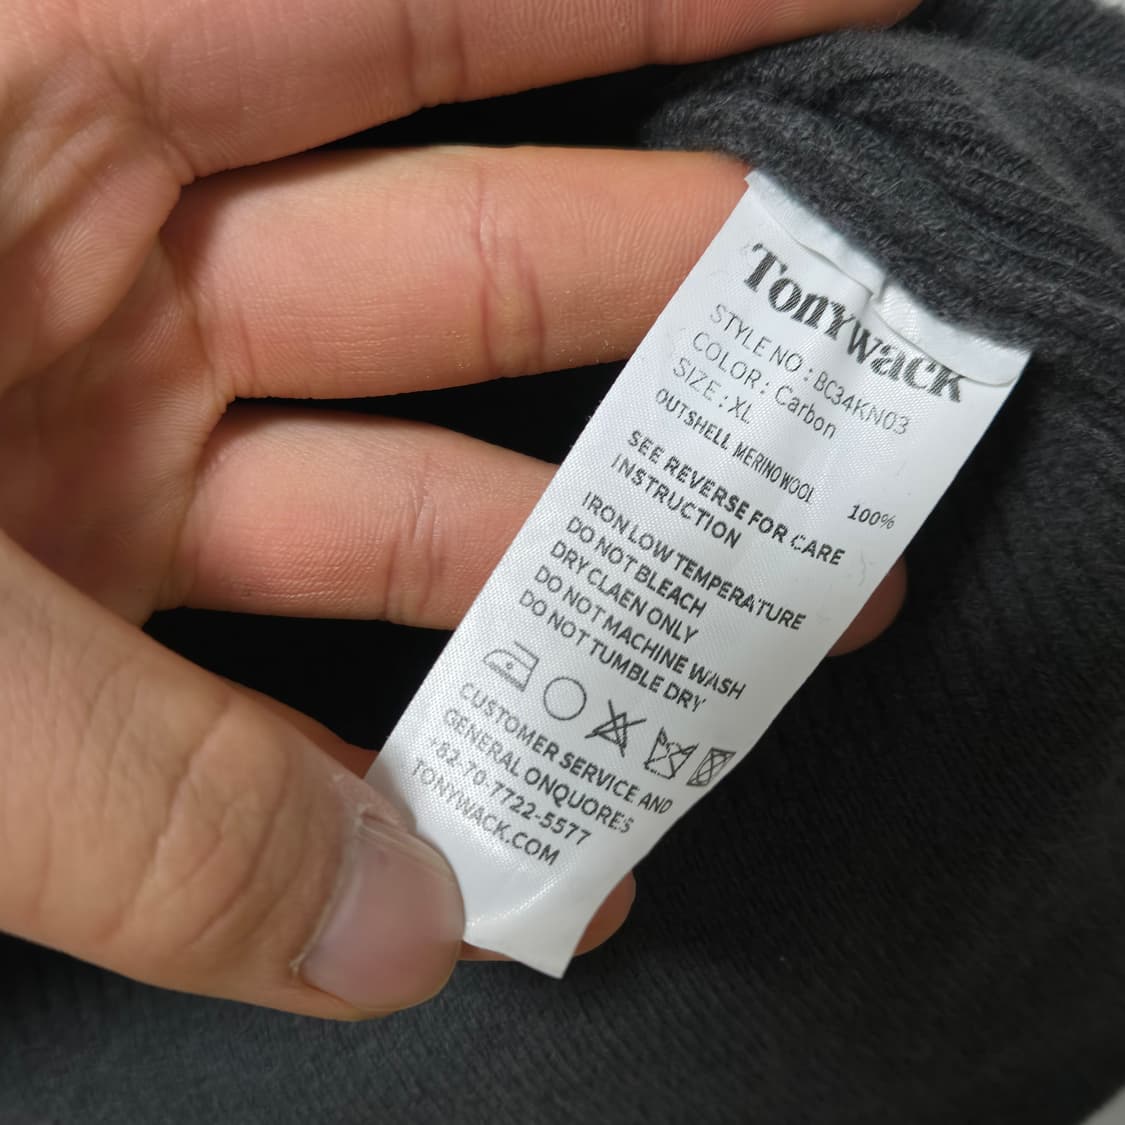 Tonywack
STYLE NO : BC34KN03
COLOR : Carbon
SIZE : XL
OUTSHELL MERINO WOOL 100%
SEE REVERSE FOR CARE
INSTRUCTION
IRON LOW TEMPERATURE
DO NOT BLEACH
DRY CLAEN ONLY
DO NOT MACHINE WASH
DO NOT TUMBLE DRY
CUSTOMER SERVICE AND
GENERAL ONQUORES
+82-70-7722-5577
TONYWACK.COM